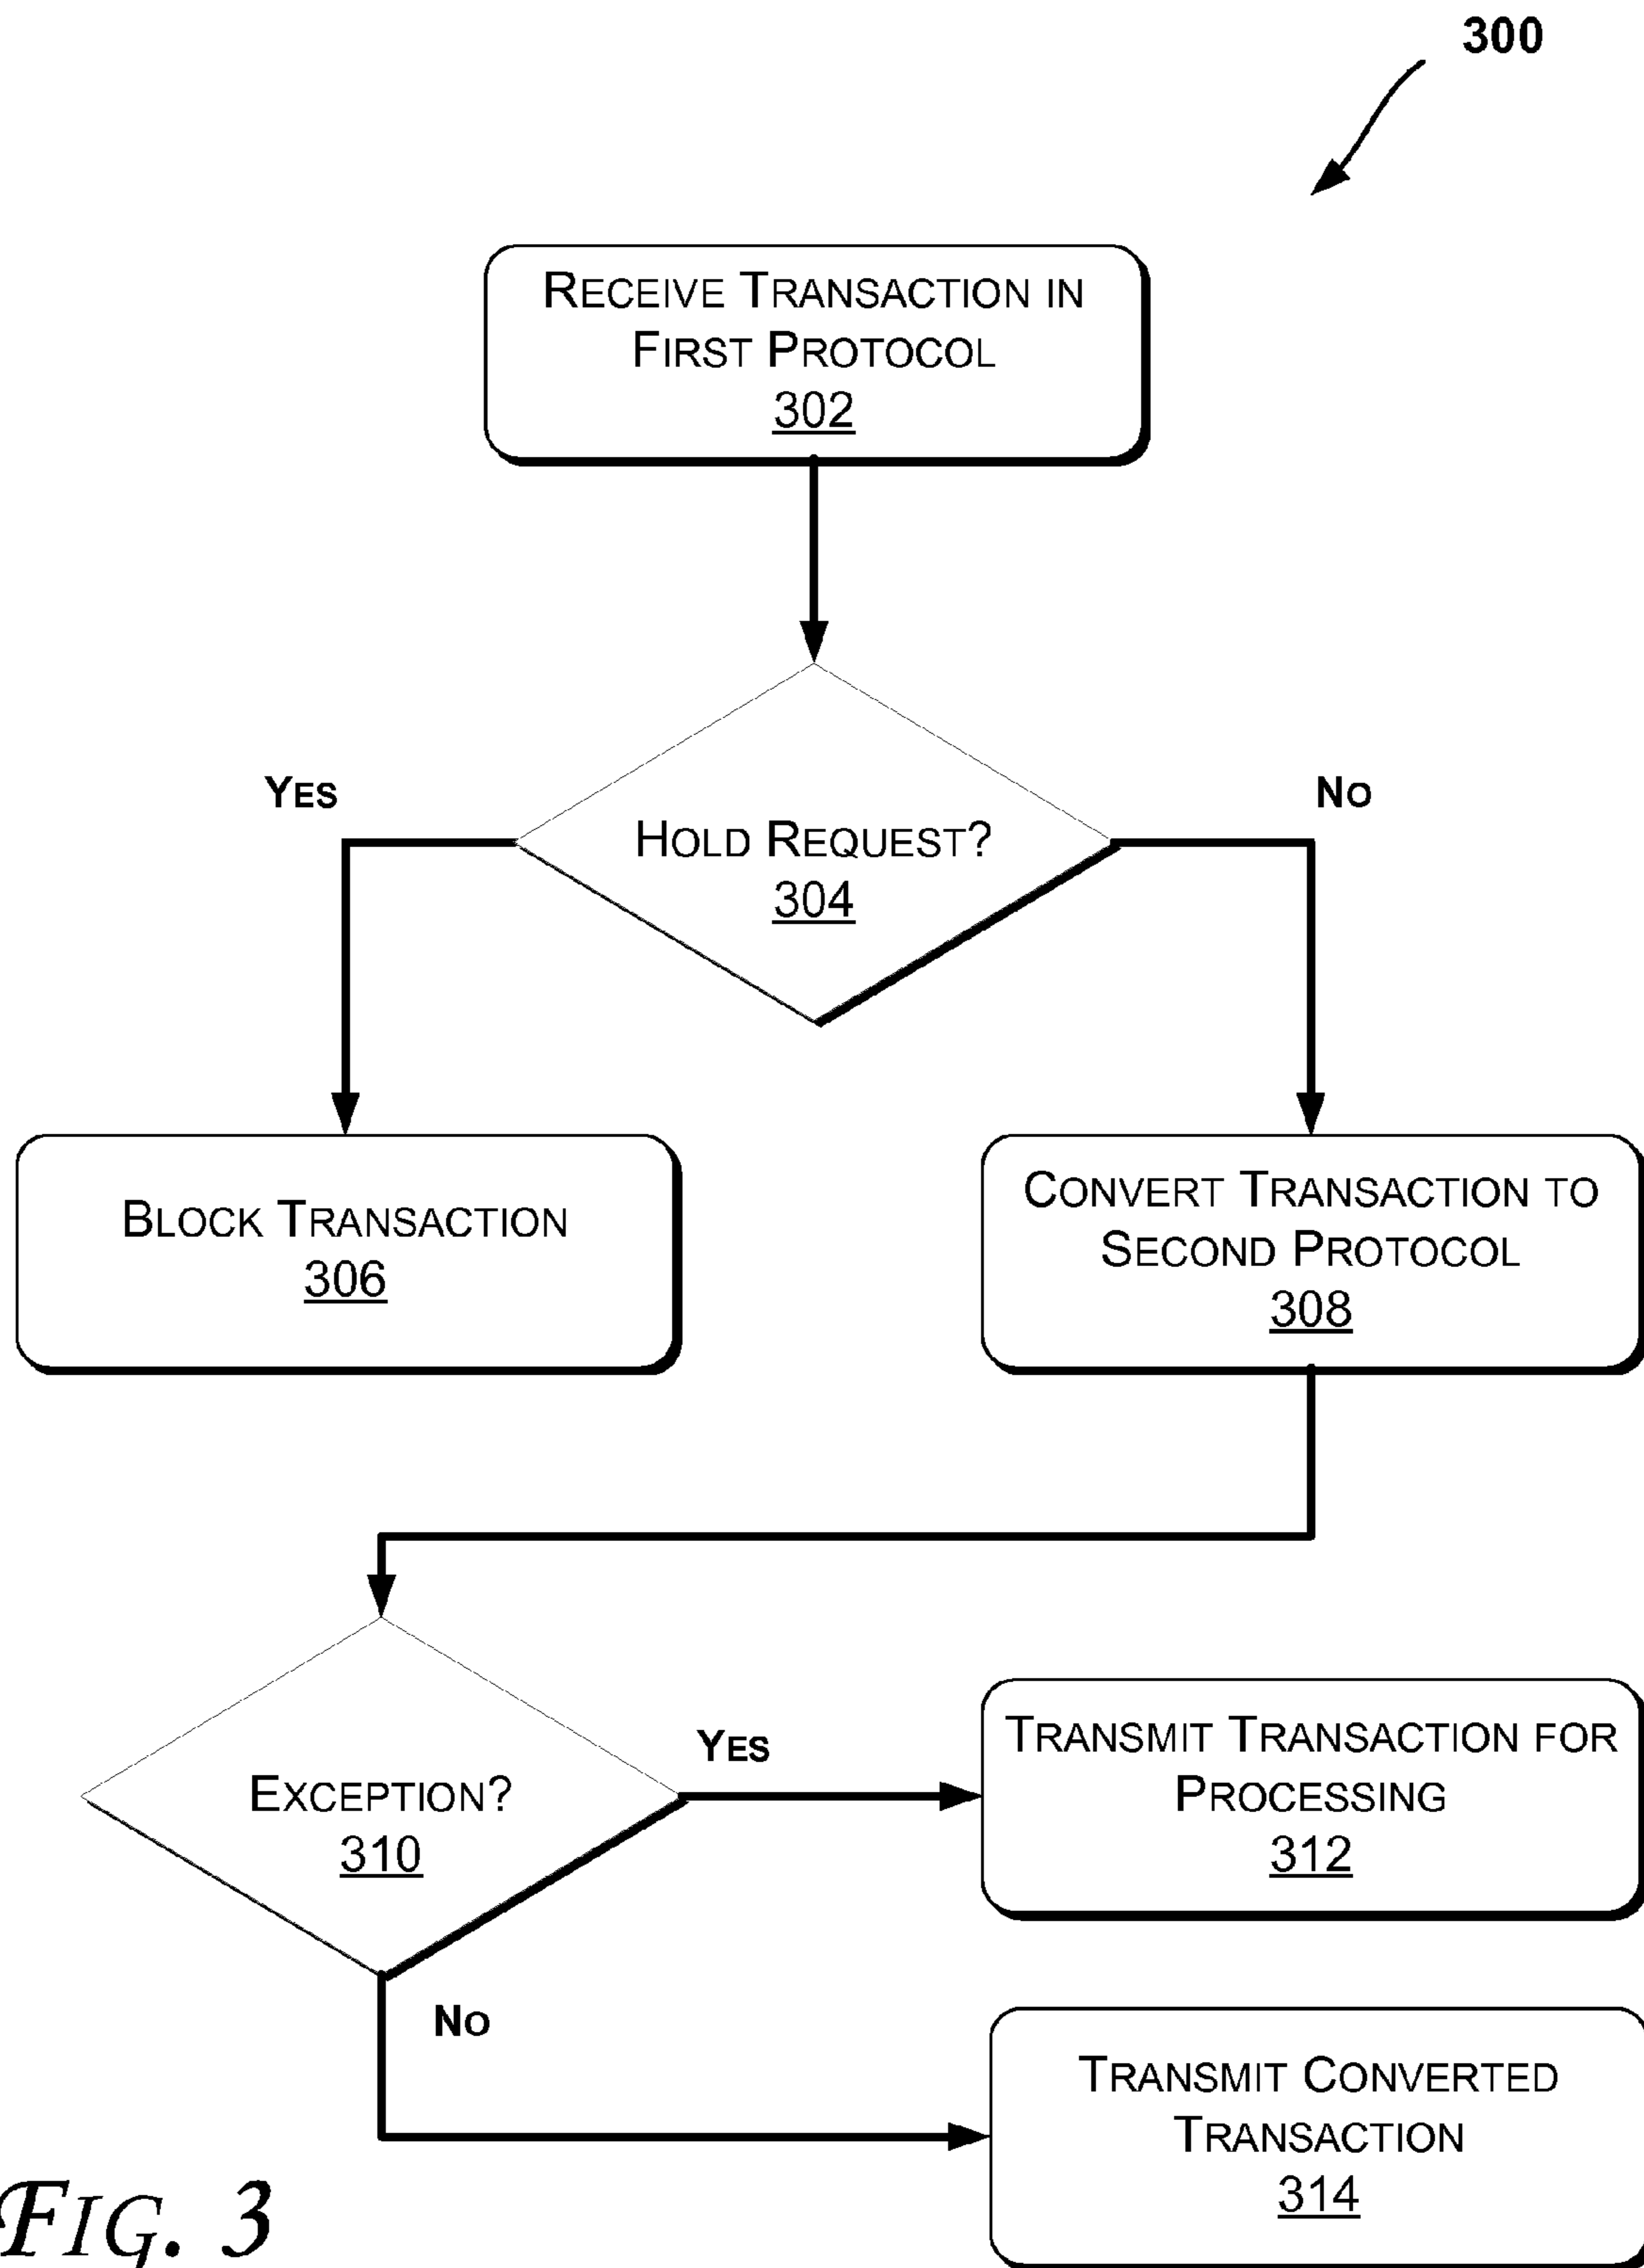 300
RECEIVE TRANSACTION IN
FIRST PROTOCOL
302
YES
NO
HOLD REQUEST?
304
BLOCK TRANSACTION
306
CONVERT TRANSACTION TO
SECOND PROTOCOL
308
EXCEPTION?
310
YES
TRANSMIT TRANSACTION FOR
PROCESSING
312
NO
TRANSMIT CONVERTED
TRANSACTION
314
FIG. 3